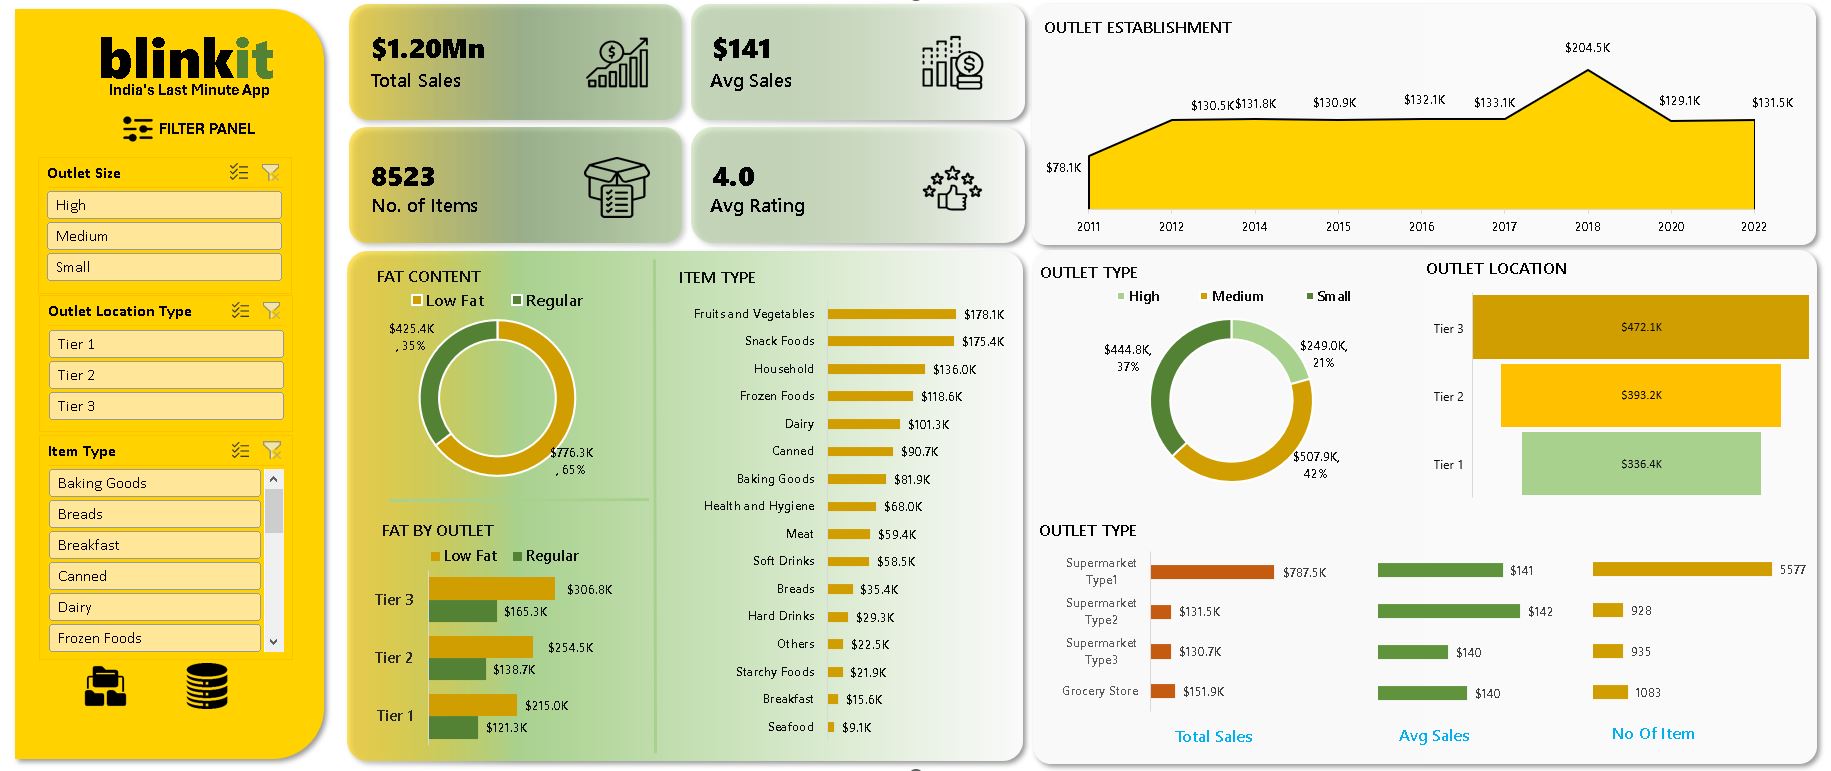 blinkit
India's Last Minute App
FILTER PANEL
Outlet Size
High
Medium
Small
Outlet Location Type
Tier 1
Tier 2
Tier 3
Item Type
Baking Goods
Breads
Breakfast
Canned
Dairy
Frozen Foods
$1.20Mn
Total Sales
$141
Avg Sales
8523
No. of Items
4.0
Avg Rating
OUTLET ESTABLISHMENT
$78.1K
$130.5K
$131.8K
$130.9K
$132.1K
$133.1K
$204.5K
$129.1K
$131.5K
2011
2012
2014
2015
2016
2017
2018
2020
2022
FAT CONTENT
Low Fat
Regular
$425.4K
, 35%
$776.3K
, 65%
FAT BY OUTLET
Low Fat
Regular
Tier 3
$306.8K
$165.3K
Tier 2
$254.5K
$138.7K
Tier 1
$215.0K
$121.3K
ITEM TYPE
Fruits and Vegetables $178.1K
Snack Foods $175.4K
Household $136.0K
Frozen Foods $118.6K
Dairy $101.3K
Canned $90.7K
Baking Goods $81.9K
Health and Hygiene $68.0K
Meat $59.4K
Soft Drinks $58.5K
Breads $35.4K
Hard Drinks $29.3K
Others $22.5K
Starchy Foods $21.9K
Breakfast $15.6K
Seafood $9.1K
OUTLET TYPE
High
Medium
Small
$444.8K,
37%
$249.0K,
21%
$507.9K,
42%
OUTLET LOCATION
Tier 3 $472.1K
Tier 2 $393.2K
Tier 1 $336.4K
OUTLET TYPE
Supermarket
Type1
$787.5K $141 5577
Supermarket
Type2
$131.5K $142 928
Supermarket
Type3
$130.7K $140 935
Grocery Store $151.9K $140 1083
Total Sales
Avg Sales
No Of Item